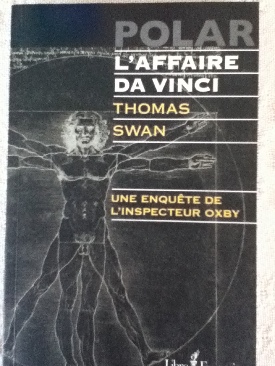 POLAR
L'AFFAIRE
DA VINCI
THOMAS
SWAN
UNE ENQUÊTE DE
L'INSPECTEUR OXBY